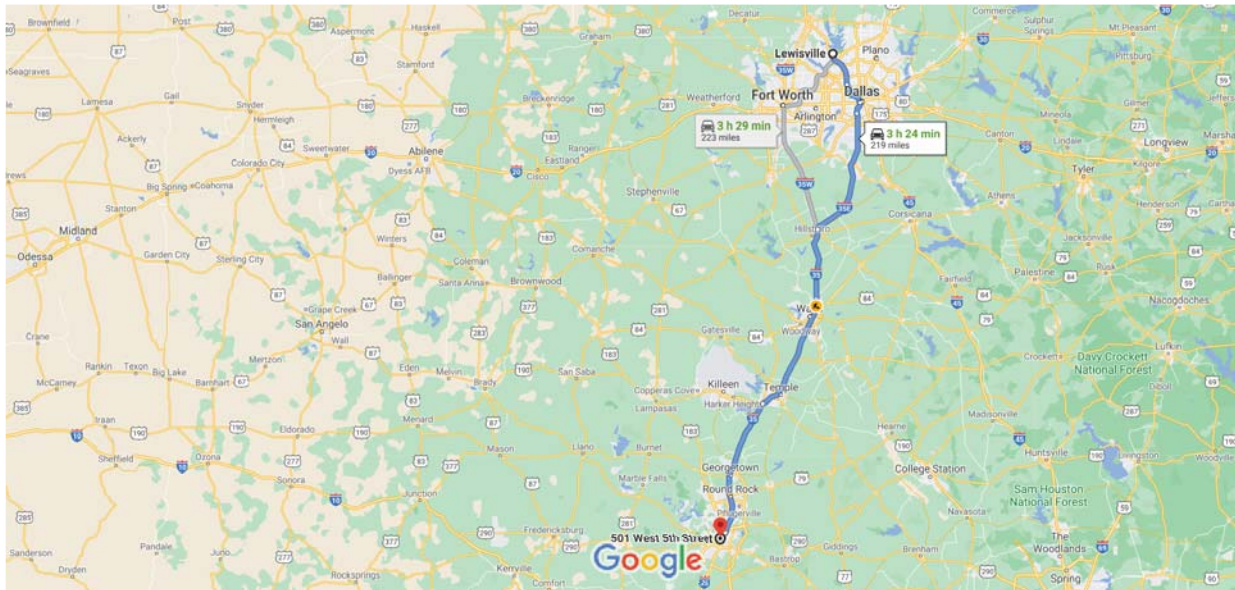 Brownfield
Post
Aspermont
Haskell
Graham
Decatur
Commerce
Sulphur
Springs
Mt Pleasant
Seagraves
Stamford
Lewisville
Plano
Pittsburg
Lamesa
Gail
Snyder
Hermleigh
Breckenridge
Weatherford
Fort Worth
Dallas
Arlington
Mineola
Gilmer
Jeffers
Ackerly
Sweetwater
Abilene
Ranger
3 h 29 min
223 miles
3 h 24 min
219 miles
Canton
Longview
Marsha
Colorado City
Dyess AFB
Eastland
Cisco
Lindale
Kilgore
Tyler
Big Spring
Coahoma
Stephenville
Athens
Henderson
Cartha
Stanton
Corsicana
Midland
Garden City
Sterling City
Winters
Hillsboro
Jacksonville
Odessa
Coleman
Comanche
Ballinger
Santa Anna
Brownwood
Fairfield
Palestine
Rusk
Nacogdoches
Grape Creek
San Angelo
Wall
Gatesville
Woodway
Crane
Mertzon
Crockett
Davy Crockett
National Forest
Lufkin
Rankin
Texon
Big Lake
Barnhart
Eden
Melvin
Brady
San Saba
Killeen
Temple
Diboll
McCamey
Copperas Cove
Harker Heights
Lampasas
Madisonville
Iraan
Eldorado
Menard
Hearne
Sheffield
Ozona
Mason
Llano
Burnet
Huntsville
Livingston
Woodville
Sonora
Georgetown
College Station
Junction
Marble Falls
Round Rock
Sam Houston
National Forest
Pflugerville
Navasota
Fredericksburg
501 West 5th Street
Google
Sanderson
Pandale
Juno
Giddings
Brenham
The
Woodlands
Kerrville
Bastrop
Dryden
Rocksprings
Comfort
Spring